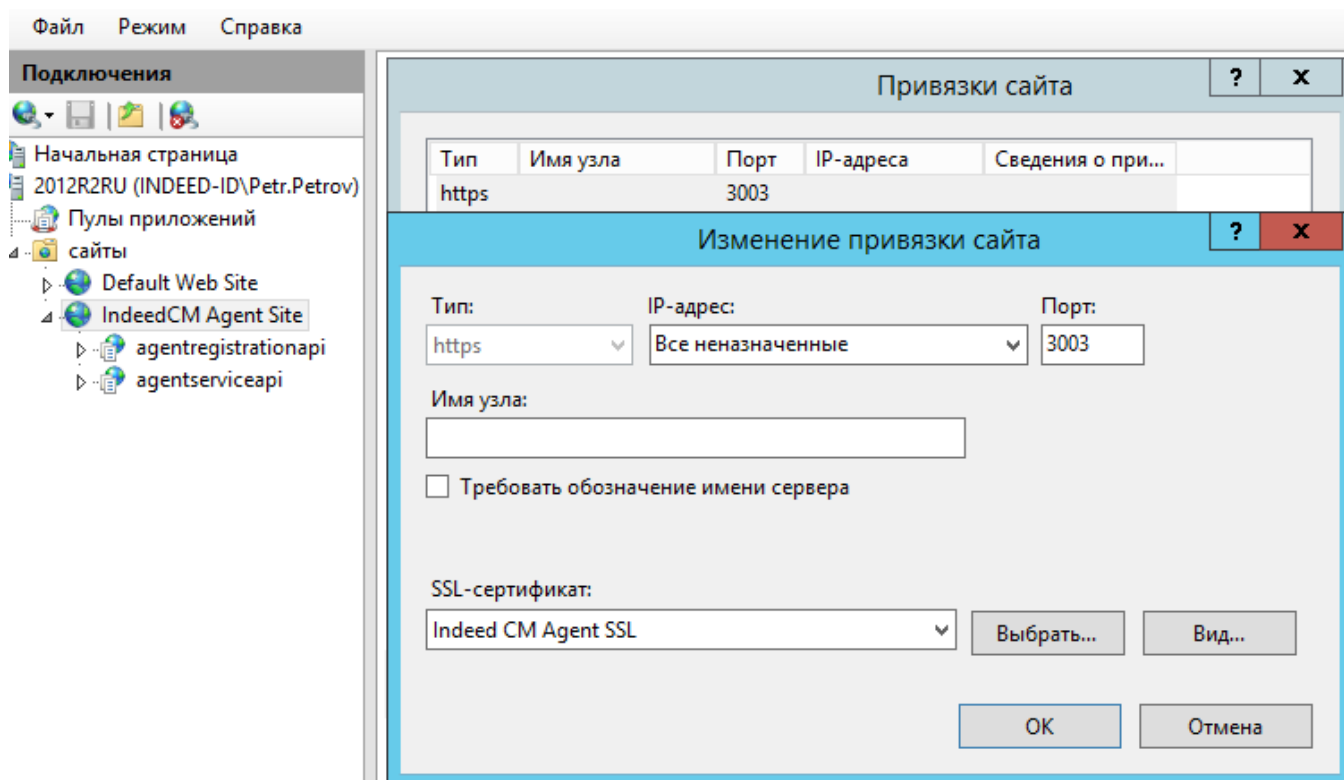 Файл Режим Справка
Подключения
Начальная страница
2012R2RU (INDEED-ID\Petr.Petrov)
Пулы приложений
сайты
Default Web Site
IndeedCM Agent Site
agentregistrationapi
agentserviceapi
Привязки сайта
? x
Тип Имя узла Порт IP-адреса Сведения о при...
https 3003
Изменение привязки сайта
? x
Тип: IP-адрес: Порт:
https Все неназначенные 3003
Имя узла:
Требовать обозначение имени сервера
SSL-сертификат:
Indeed CM Agent SSL Выбрать... Вид...
ОК Отмена